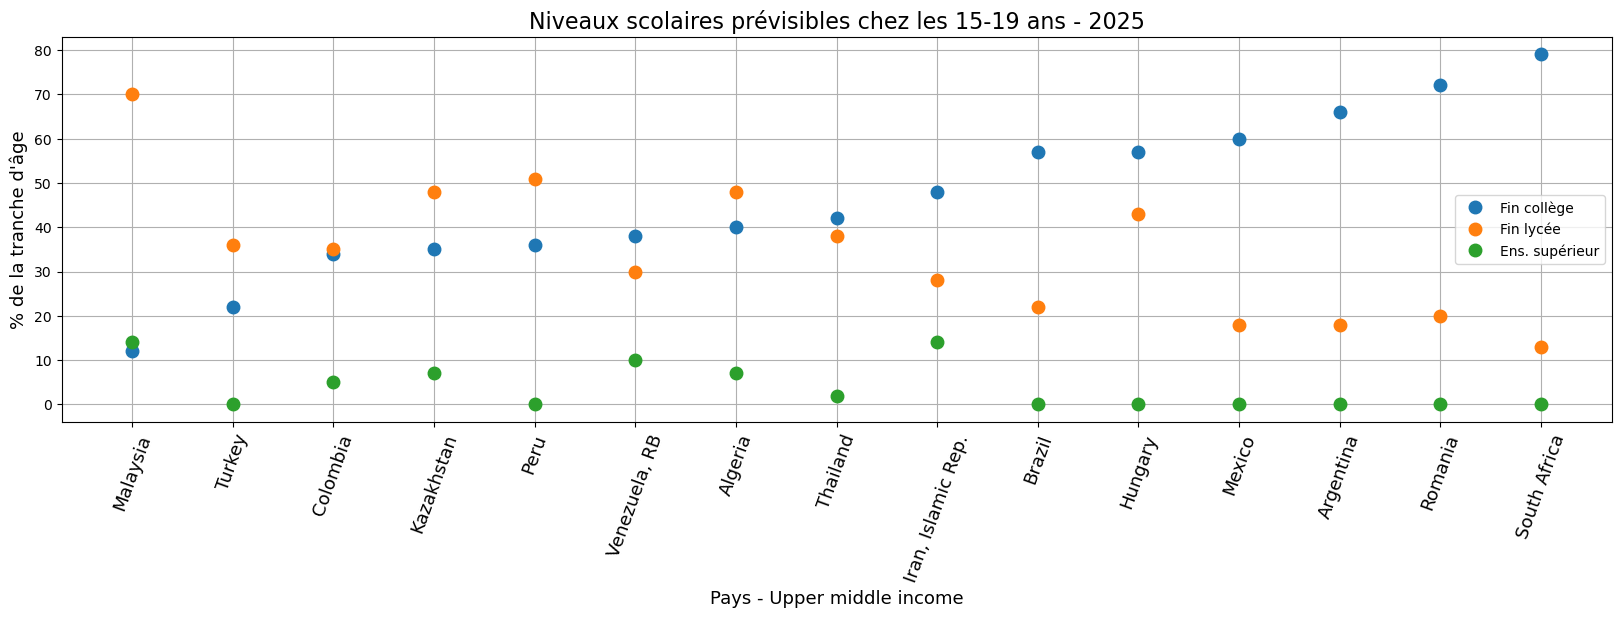 Niveaux scolaires prévisibles chez les 15-19 ans - 2025
% de la tranche d'âge
80
70
60
50
40
30
20
10
0
Fin collège
Fin lycée
Ens. supérieur
Malaysia
Turkey
Colombia
Kazakhstan
Peru
Venezuela, RB
Algeria
Thailand
Iran, Islamic Rep.
Brazil
Hungary
Mexico
Argentina
Romania
South Africa
Pays - Upper middle income